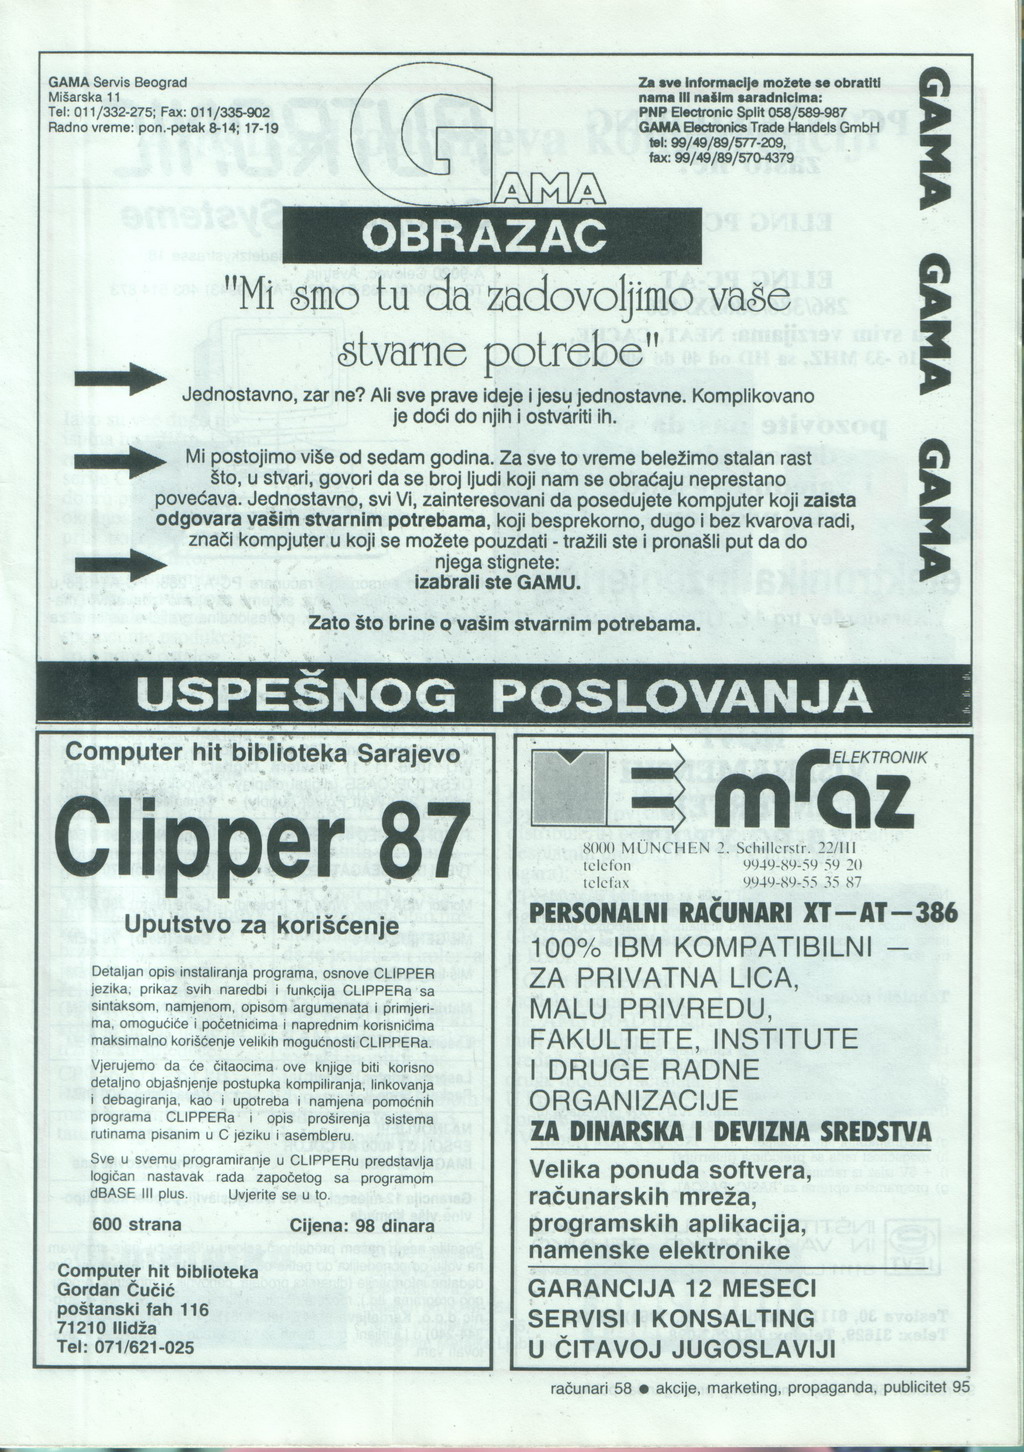 GAMA Servis Beograd
Mišarska 11
Tel: 011/332-275; Fax: 011/335-902
Radno vreme: pon.-petak 8-14; 17-19
GAMA
Za sve informacije možete se obratiti
nama ili našim saradnicima:
PNP Electronic Split 058/589-987
GAMA Electronics Trade Handels GmbH
tel: 99/49/89/577-209,
fax: 99/49/89/570-4379
GAMA GAMA GAMA
OBRAZAC
"Mi smo tu da zadovoljimo vaše
stvarne potrebe"
Jednostavno, zar ne? Ali sve prave ideje i jesu jednostavne. Komplikovano
je doći do njih i ostvariti ih.
Mi postojimo više od sedam godina. Za sve to vreme beležimo stalan rast
što, u stvari, govori da se broj ljudi koji nam se obraćaju neprestano
povećava. Jednostavno, svi Vi, zainteresovani da posedujete kompjuter koji zaista
odgovara vašim stvarnim potrebama, koji besprekorno, dugo i bez kvarova radi,
znači kompjuter u koji se možete pouzdati - tražili ste i pronašli put da do
njega stignete:
izabrali ste GAMU.
Zato što brine o vašim stvarnim potrebama.
USPEŠNOG POSLOVANJA
Computer hit biblioteka Sarajevo
Clipper 87
Uputstvo za korišćenje
Detaljan opis instaliranja programa, osnove CLIPPER
jezika, prikaz svih naredbi i funkcija CLIPPERa sa
sintaksom, namjenom, opisom argumenata i primjeri-
ma, omogućiće i početnicima i naprednim korisnicima
maksimalno korišćenje velikih mogućnosti CLIPPERa.
Vjerujemo da će čitaocima ove knjige biti korisno
detaljno objašnjenje postupka kompiliranja, linkovanja
i debagiranja, kao i upotreba i namjena pomoćnih
programa CLIPPERa i opis proširenja sistema
rutinama pisanim u C jeziku i asembleru.
Sve u svemu programiranje u CLIPPERu predstavlja
logičan nastavak rada započetog sa programom
dBASE III plus. Uvjerite se u to.
600 strana Cijena: 98 dinara
Computer hit biblioteka
Gordan Čučić
poštanski fah 116
71210 Ilidža
Tel: 071/621-025
ELEKTRONIK
mraz
8000 MÜNCHEN 2. Schillerstr. 22/III
telefon 9949-89-59 59 20
telefax 9949-89-55 35 87
PERSONALNI RAČUNARI XT—AT—386
100% IBM KOMPATIBILNI —
ZA PRIVATNA LICA,
MALU PRIVREDU,
FAKULTETE, INSTITUTE
I DRUGE RADNE
ORGANIZACIJE
ZA DINARSKA I DEVIZNA SREDSTVA
Velika ponuda softvera,
računarskih mreža,
programskih aplikacija,
namenske elektronike
GARANCIJA 12 MESECI
SERVISI I KONSALTING
U ČITAVOJ JUGOSLAVIJI
računari 58 • akcije, marketing, propaganda, publicitet 95